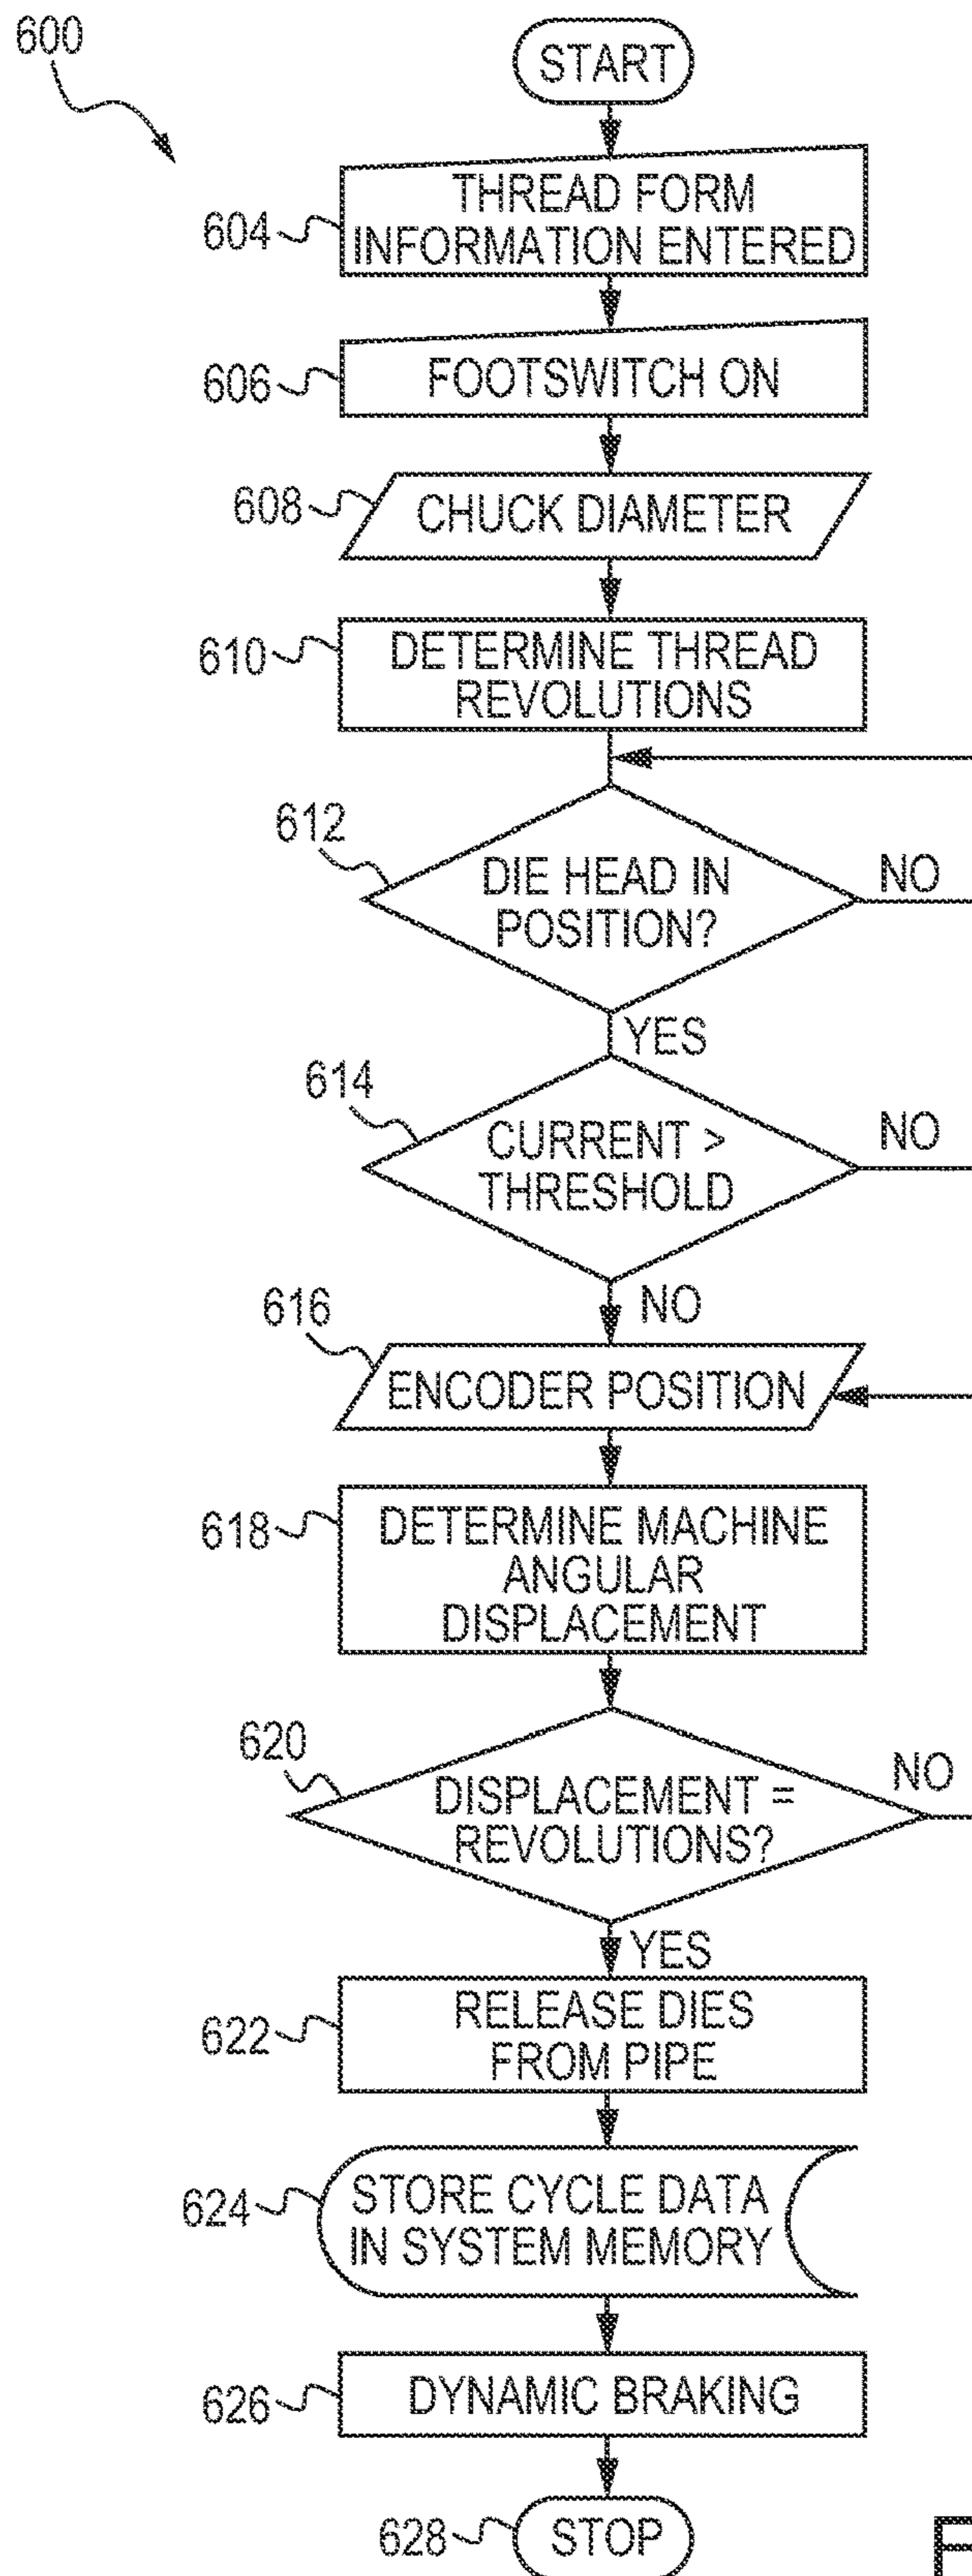 600
START
604
THREAD FORM
INFORMATION ENTERED
606
FOOTSWITCH ON
608
CHUCK DIAMETER
610
DETERMINE THREAD
REVOLUTIONS
612
DIE HEAD IN
POSITION?
NO
YES
614
CURRENT >
THRESHOLD
NO
NO
616
ENCODER POSITION
618
DETERMINE MACHINE
ANGULAR
DISPLACEMENT
620
DISPLACEMENT =
REVOLUTIONS?
NO
YES
622
RELEASE DIES
FROM PIPE
624
STORE CYCLE DATA
IN SYSTEM MEMORY
626
DYNAMIC BRAKING
628
STOP